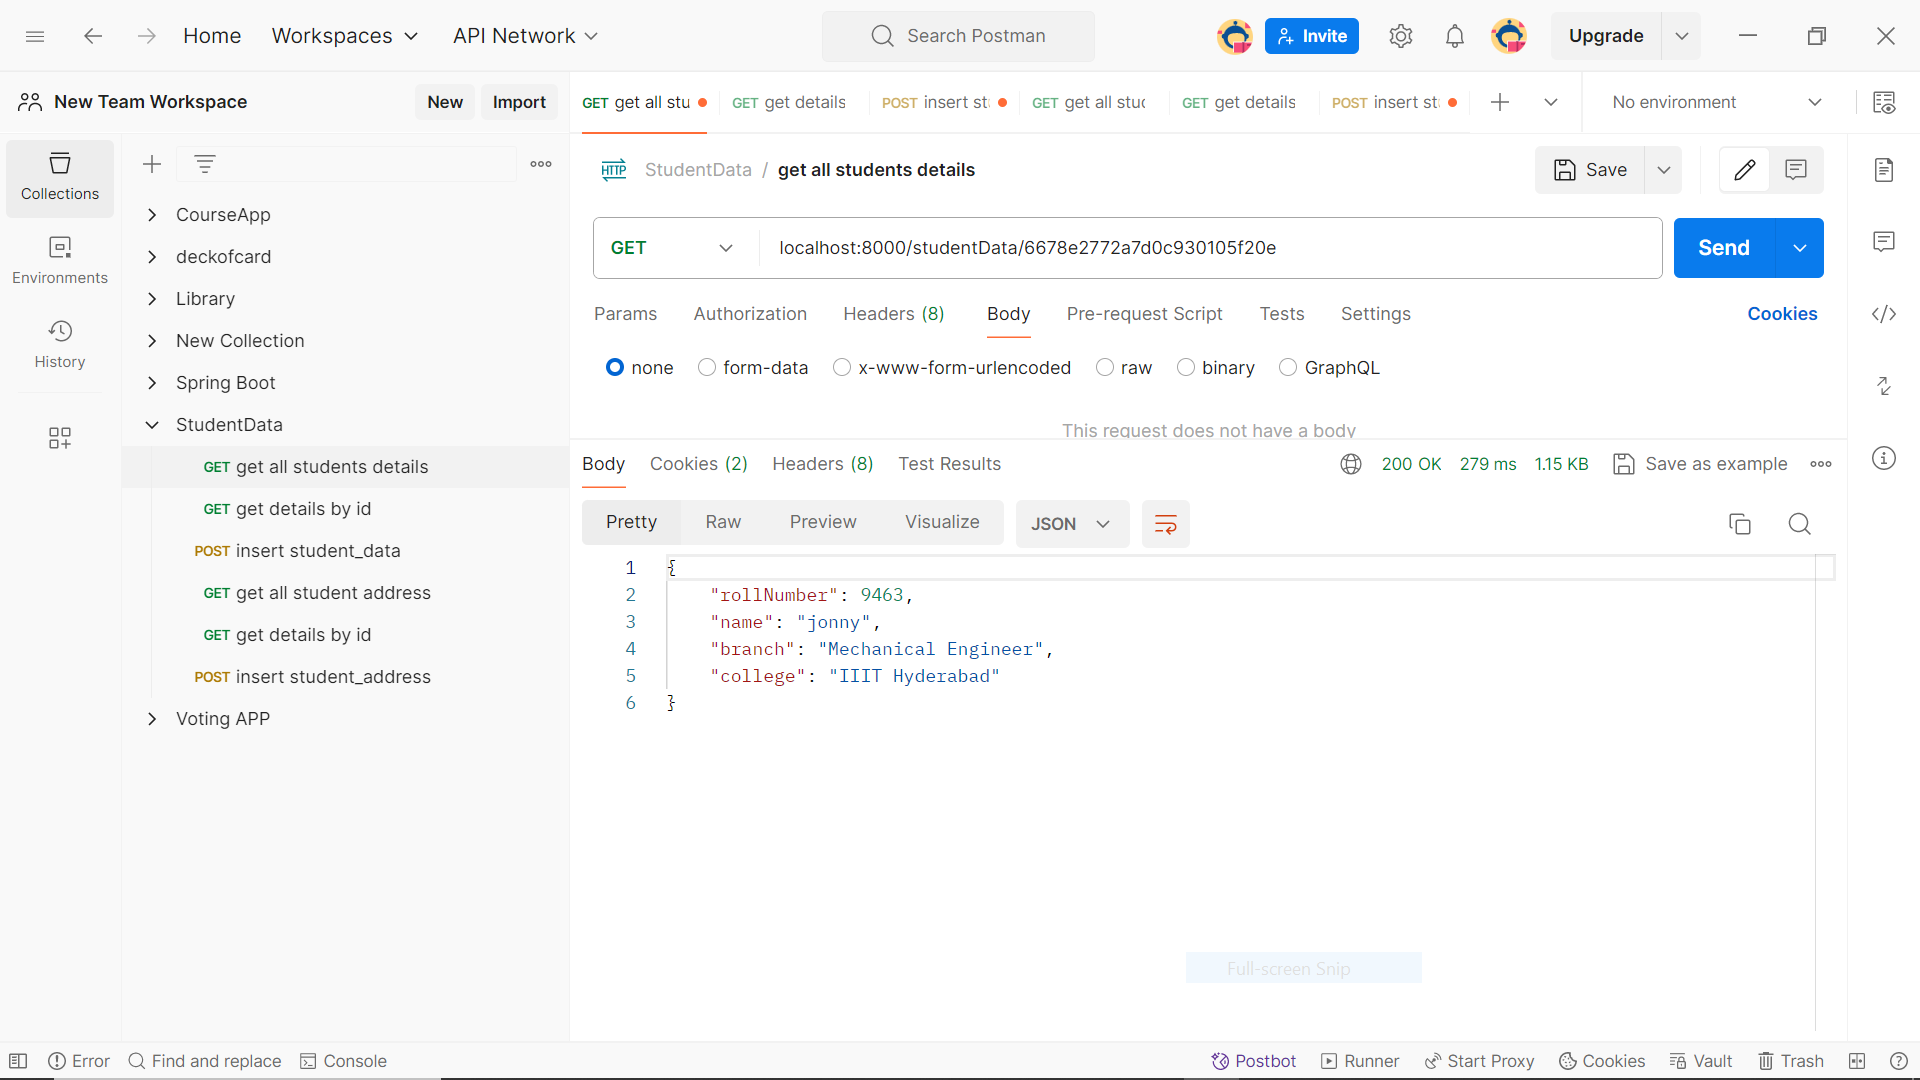 Home
Workspaces
API Network
Search Postman
Invite
Upgrade
New Team Workspace
New
Import
GET get all stu
GET get details
POST insert st
GET get all stuc
GET get details
POST insert st
No environment
Collections
Environments
History
CourseApp
deckofcard
Library
New Collection
Spring Boot
StudentData
GET get all students details
GET get details by id
POST insert student_data
GET get all student address
GET get details by id
POST insert student_address
Voting APP
HTTP StudentData / get all students details
Save
GET
localhost:8000/studentData/6678e2772a7d0c930105f20e
Send
Params Authorization Headers (8) Body Pre-request Script Tests Settings Cookies
none form-data x-www-form-urlencoded raw binary GraphQL
This request does not have a body
Body Cookies (2) Headers (8) Test Results
200 OK 279 ms 1.15 KB Save as example
Pretty Raw Preview Visualize JSON
1 {
2 "rollNumber": 9463,
3 "name": "jonny",
4 "branch": "Mechanical Engineer",
5 "college": "IIIT Hyderabad"
6 }
Full-screen Snip
Error Find and replace Console
Postbot Runner Start Proxy Cookies Vault Trash